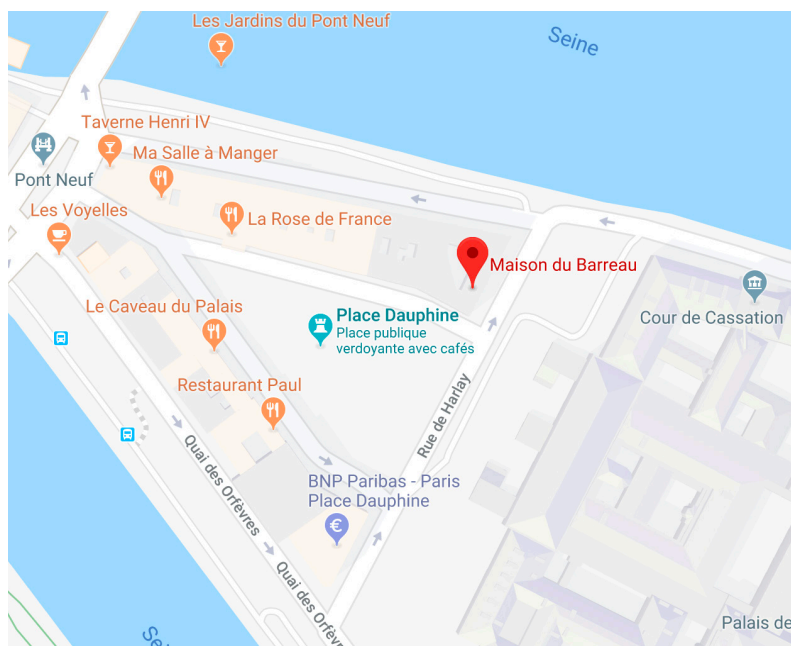 Les Jardins du Pont Neuf
Seine
Taverne Henri IV
Ma Salle à Manger
Pont Neuf
Les Voyelles
La Rose de France
Maison du Barreau
Le Caveau du Palais
Place Dauphine
Place publique
verdoyante avec cafés
Cour de Cassation
Restaurant Paul
Rue de Harlay
Quai des Orfèvres
BNP Paribas - Paris
Place Dauphine
€
Quai des Orfèvr
Palais de
Se